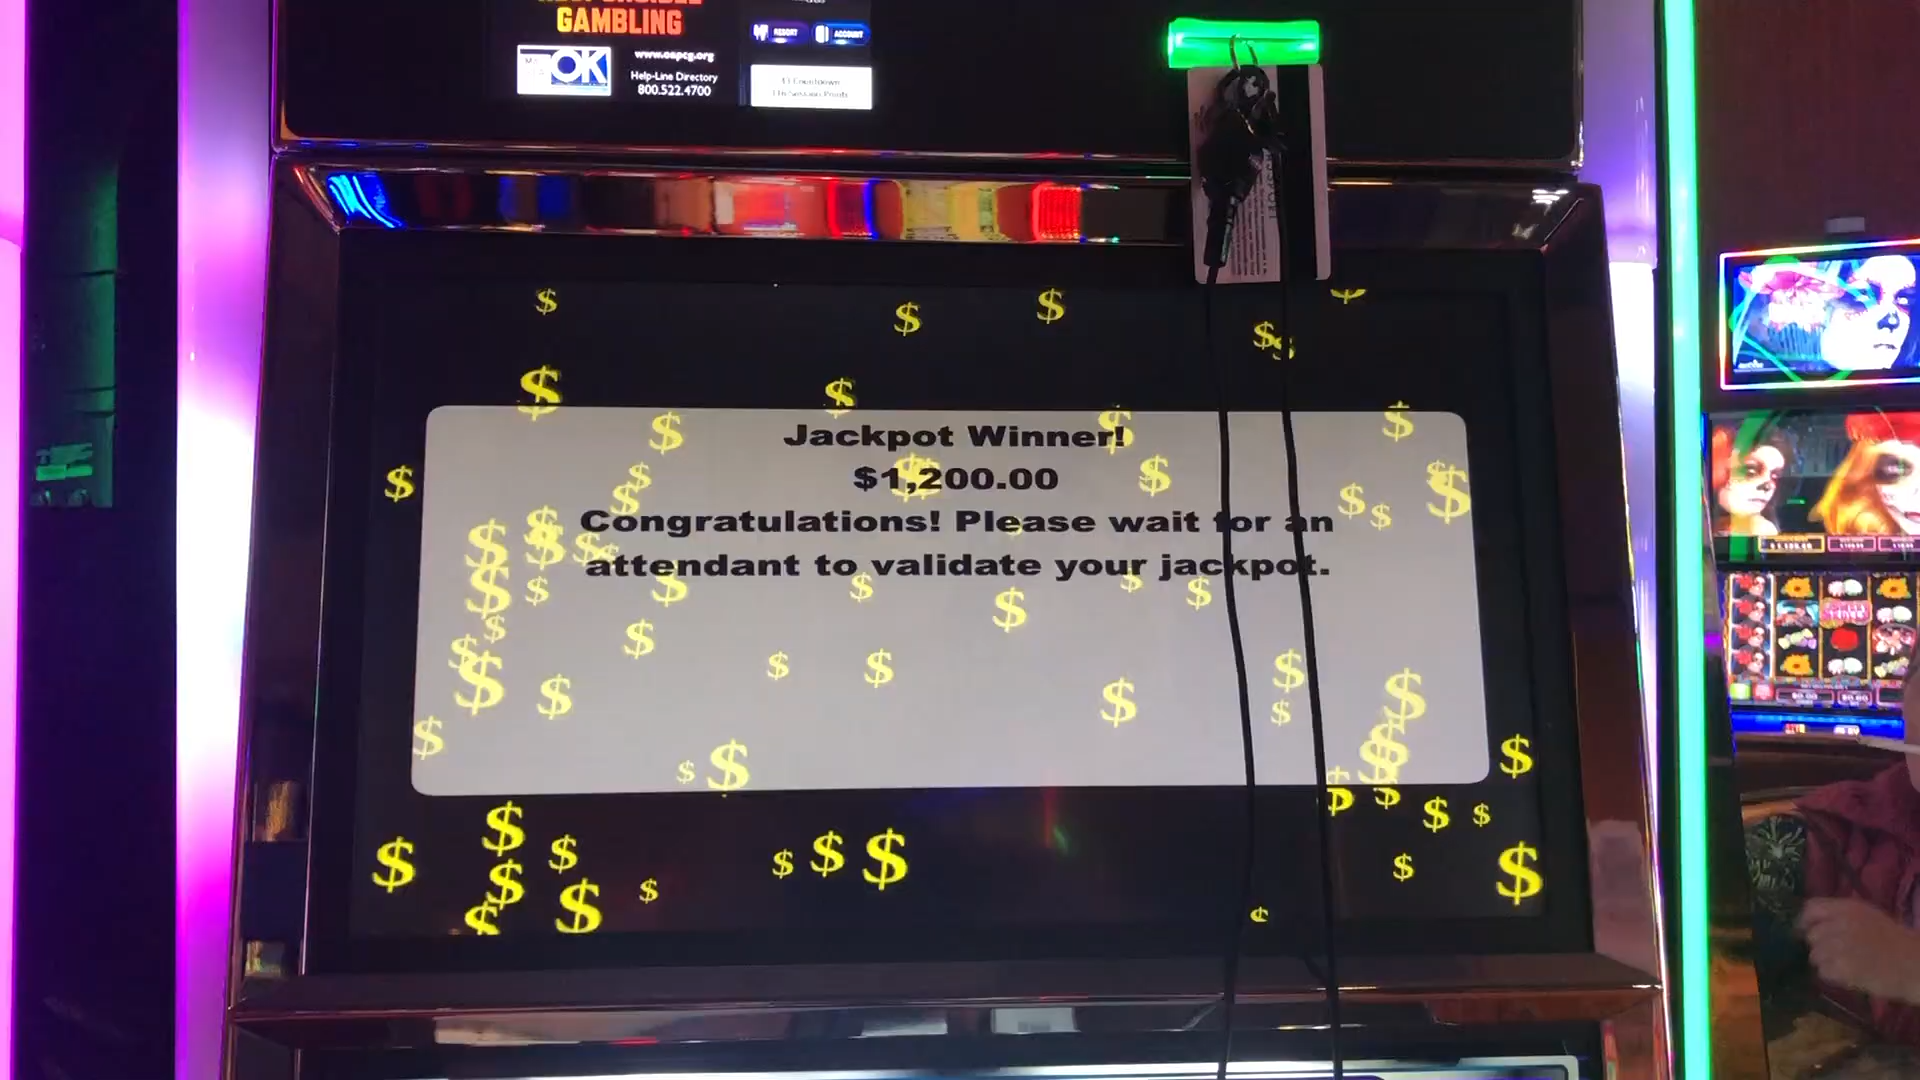 GAMBLING
OK
www.oapcg.org
Help-Line Directory
800.522.4700
RESORT
ACCOUNT
Jackpot Winner!
$1,200.00
Congratulations! Please wait for an
attendant to validate your jackpot.